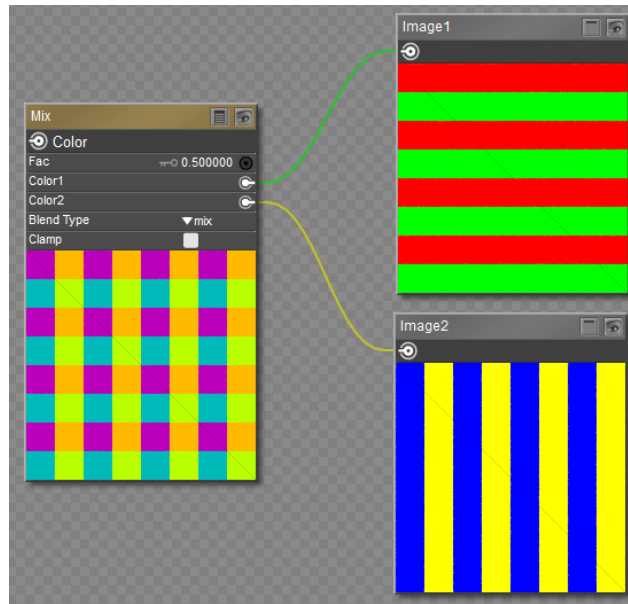 Image1
Mix
Color
Fac 0.500000
Color1
Color2
Blend Type mix
Clamp
Image2